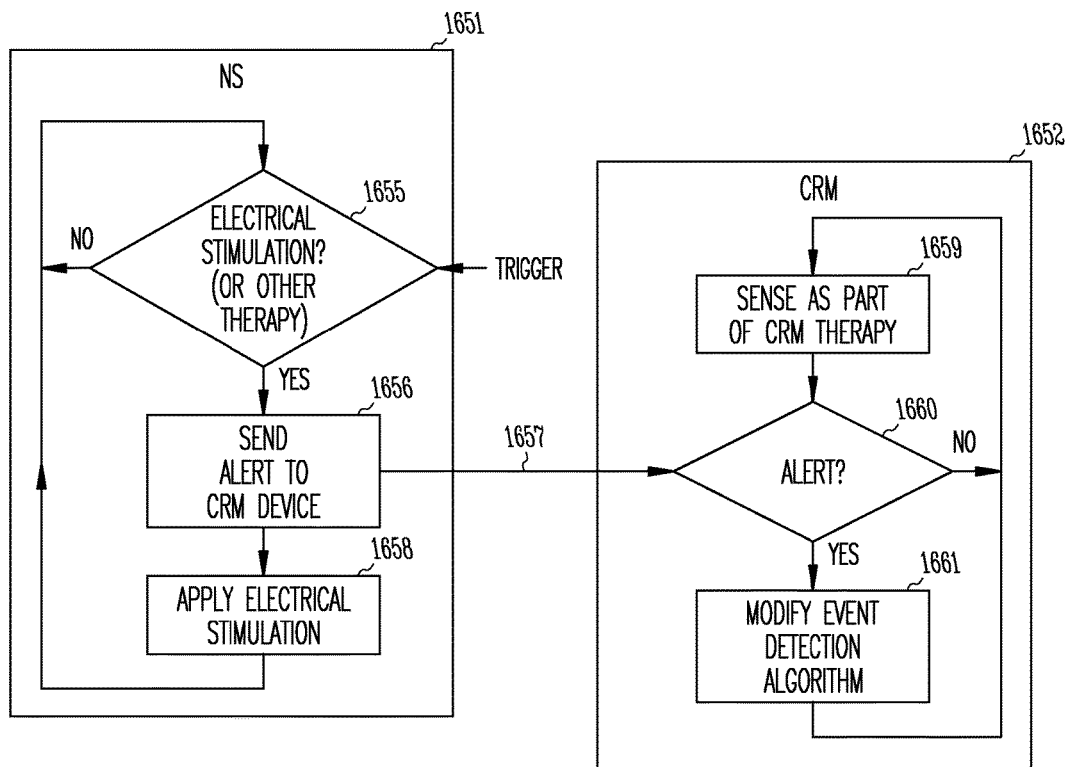 1651
NS
1655
ELECTRICAL
STIMULATION?
(OR OTHER
THERAPY)
NO
TRIGGER
YES
1656
SEND
ALERT TO
CRM DEVICE
1657
1658
APPLY ELECTRICAL
STIMULATION
1652
CRM
1659
SENSE AS PART
OF CRM THERAPY
1660
ALERT?
NO
YES
1661
MODIFY EVENT
DETECTION
ALGORITHM